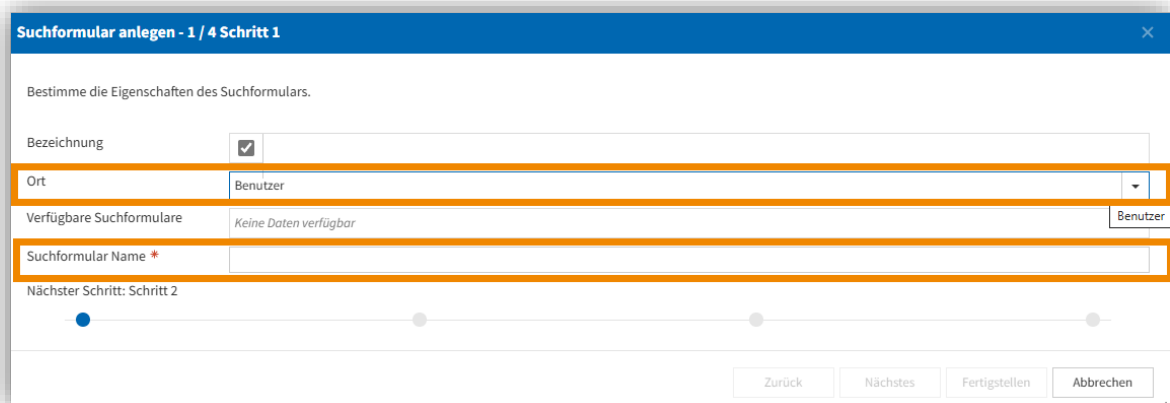 Suchformular anlegen - 1 / 4 Schritt 1
Bestimme die Eigenschaften des Suchformulars.
Bezeichnung
Ort
Benutzer
Verfügbare Suchformulare
Keine Daten verfügbar
Benutzer
Suchformular Name *
Nächster Schritt: Schritt 2
Zurück
Nächstes
Fertigstellen
Abbrechen